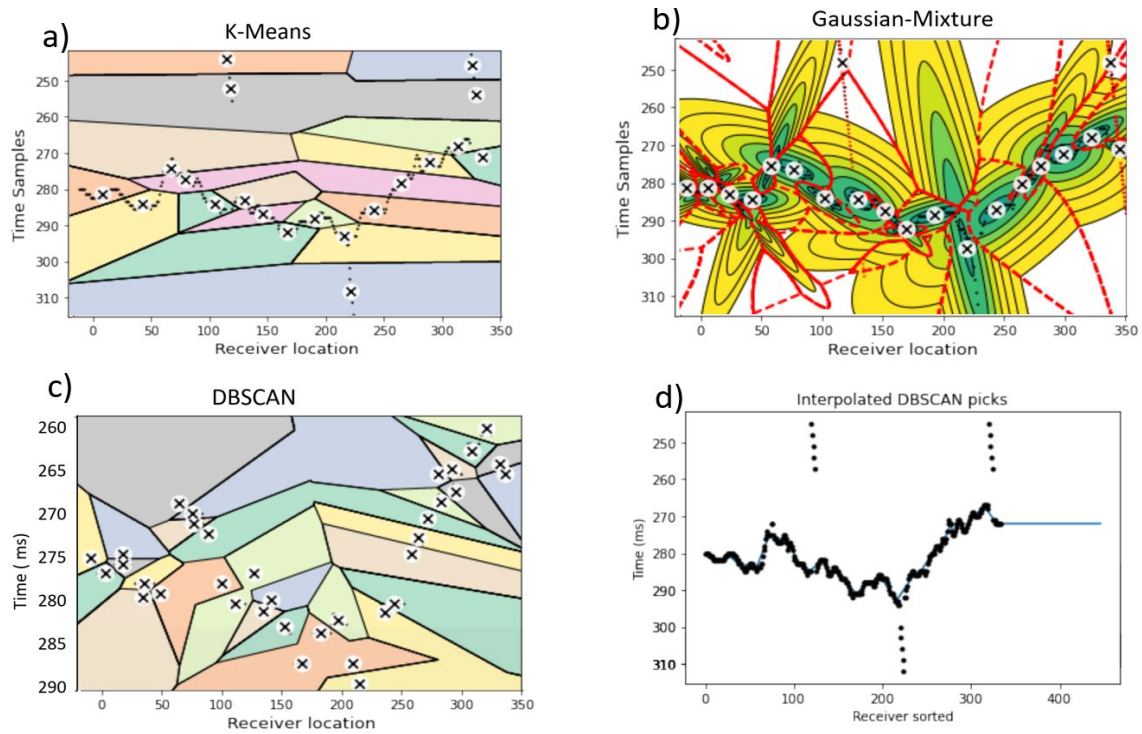 a)
K-Means
250
260
270
280
290
300
310
Time Samples
0 50 100 150 200 250 300 350
Receiver location
b)
Gaussian-Mixture
250
260
270
280
290
300
310
Time Samples
0 50 100 150 200 250 300 350
Receiver location
c)
DBSCAN
260
265
270
275
280
285
290
Time ( ms)
0 50 100 150 200 250 300 350
Receiver location
d)
Interpolated DBSCAN picks
250
260
270
280
290
300
310
Time (ms)
0 100 200 300 400
Receiver sorted